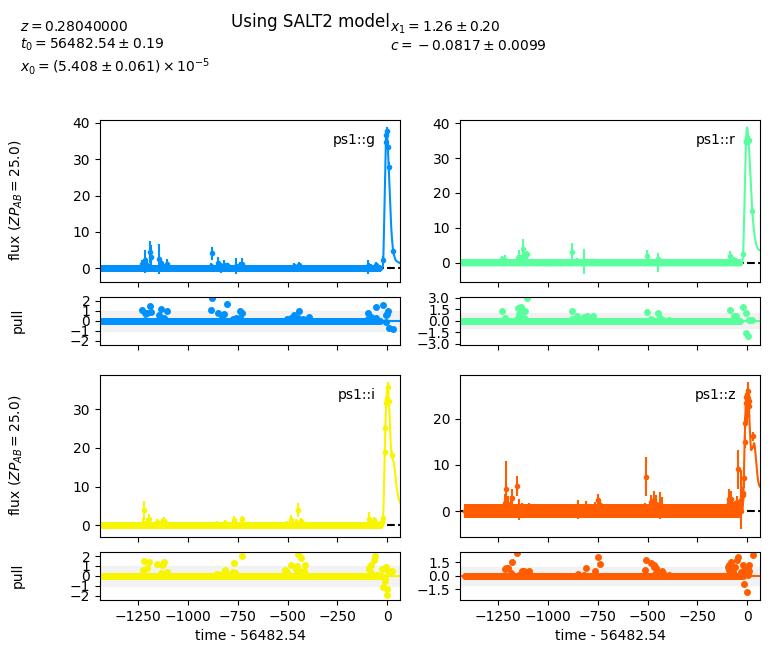 Using SALT2 model
z = 0.28040000
t₀ = 56482.54 ± 0.19
x₀ = (5.408 ± 0.061) × 10⁻⁵
x₁ = 1.26 ± 0.20
c = −0.0817 ± 0.0099
flux (ZP_AB = 25.0)
40
30
20
10
0
ps1::g
40
30
20
10
0
ps1::r
pull
2
1
0
−1
−2
3.0
1.5
0.0
−1.5
−3.0
flux (ZP_AB = 25.0)
30
20
10
0
ps1::i
20
10
0
ps1::z
pull
2
1
0
−1
−2
1.5
0.0
−1.5
−1250 −1000 −750 −500 −250 0
time - 56482.54
−1250 −1000 −750 −500 −250 0
time - 56482.54